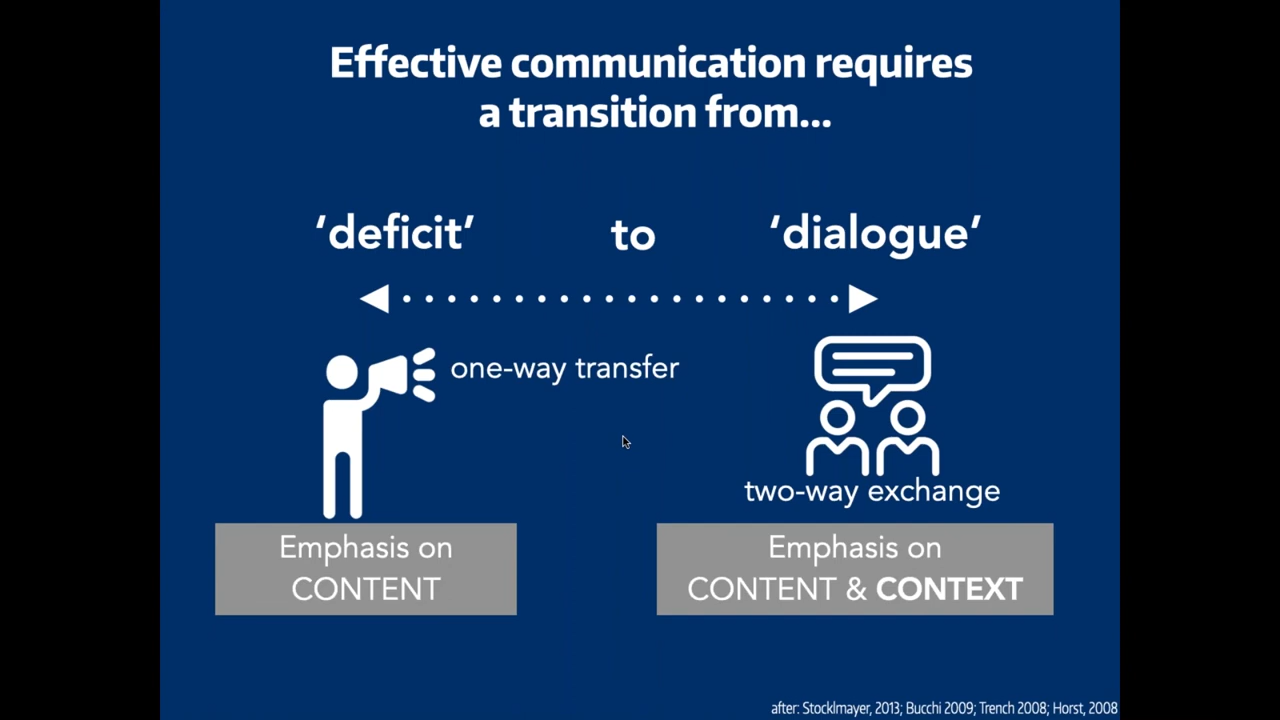 Effective communication requires
a transition from...
‘deficit’ to ‘dialogue’
one-way transfer
two-way exchange
Emphasis on
CONTENT
Emphasis on
CONTENT & CONTEXT
after: Stocklmayer, 2013; Bucchi 2009; Trench 2008; Horst, 2008